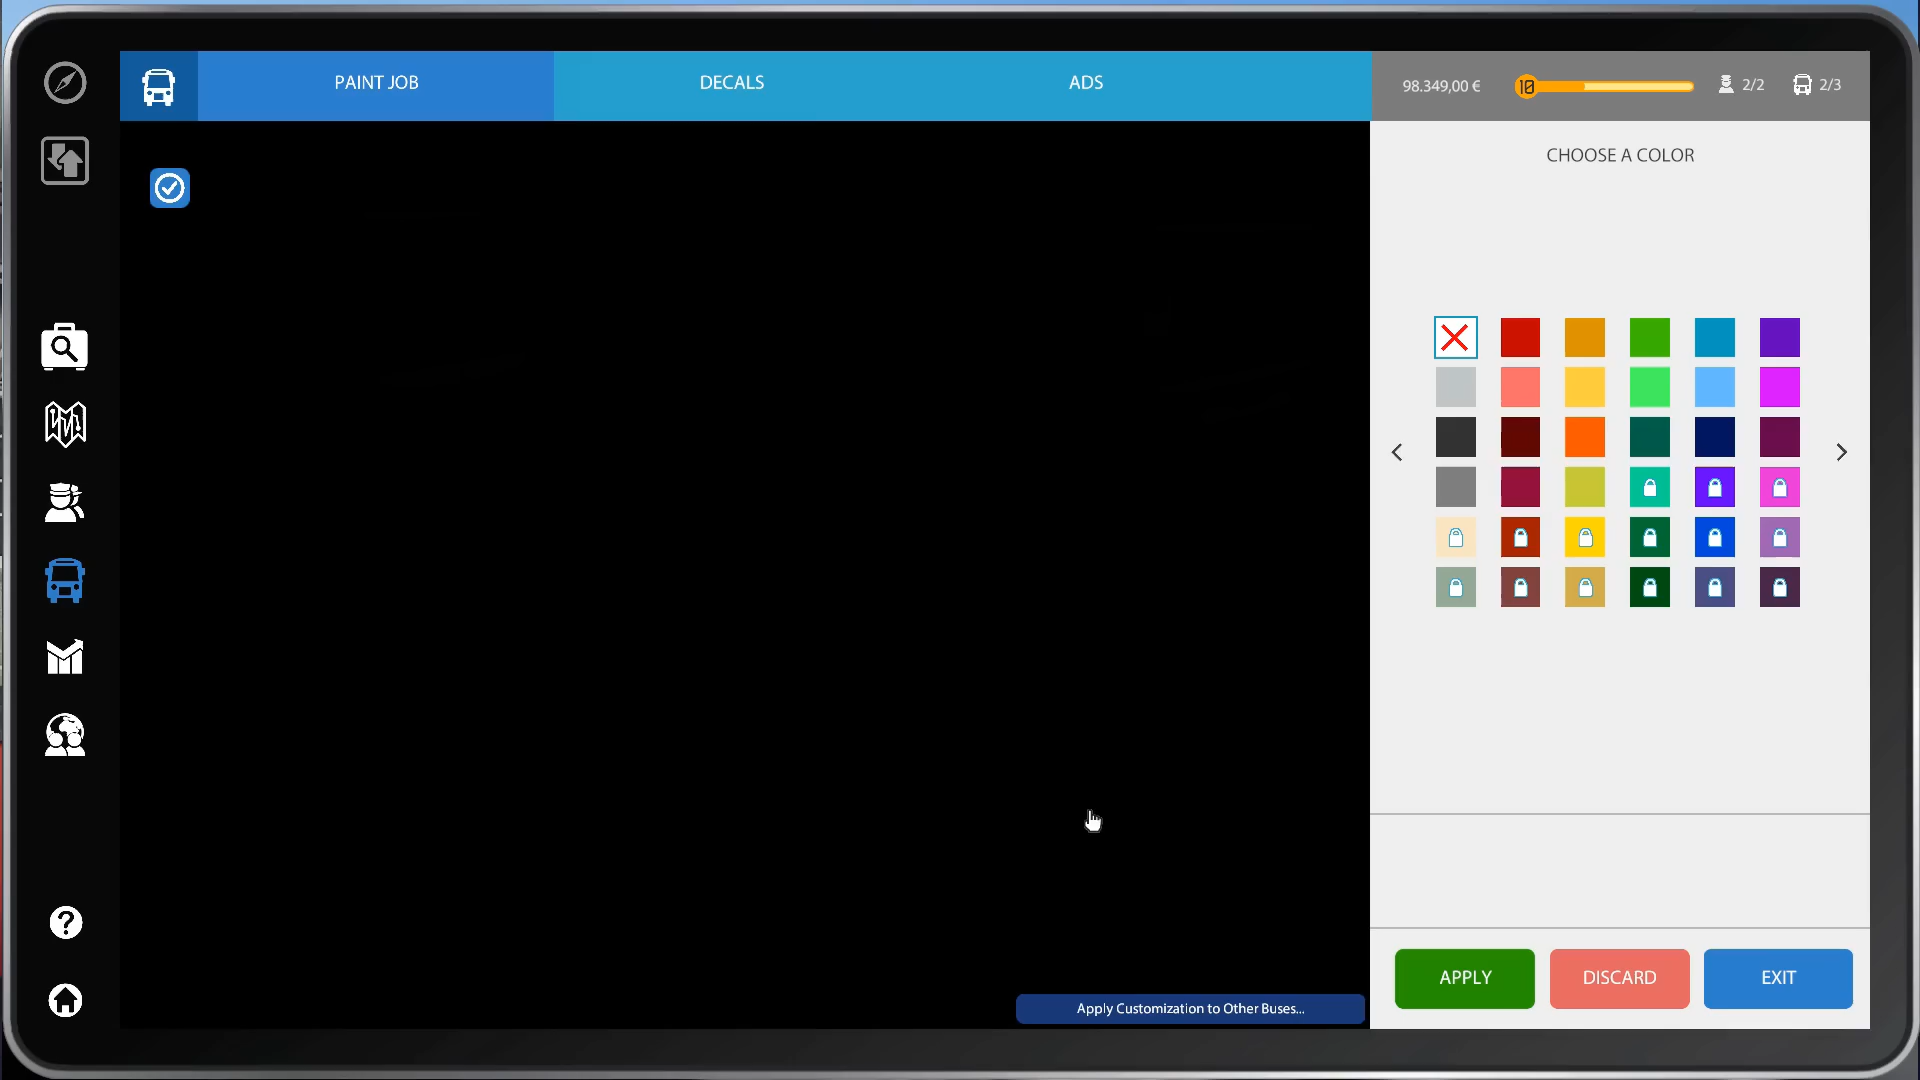 PAINT JOB
DECALS
ADS
98.349,00 €
10
2/2
2/3
CHOOSE A COLOR
APPLY
DISCARD
EXIT
Apply Customization to Other Buses...